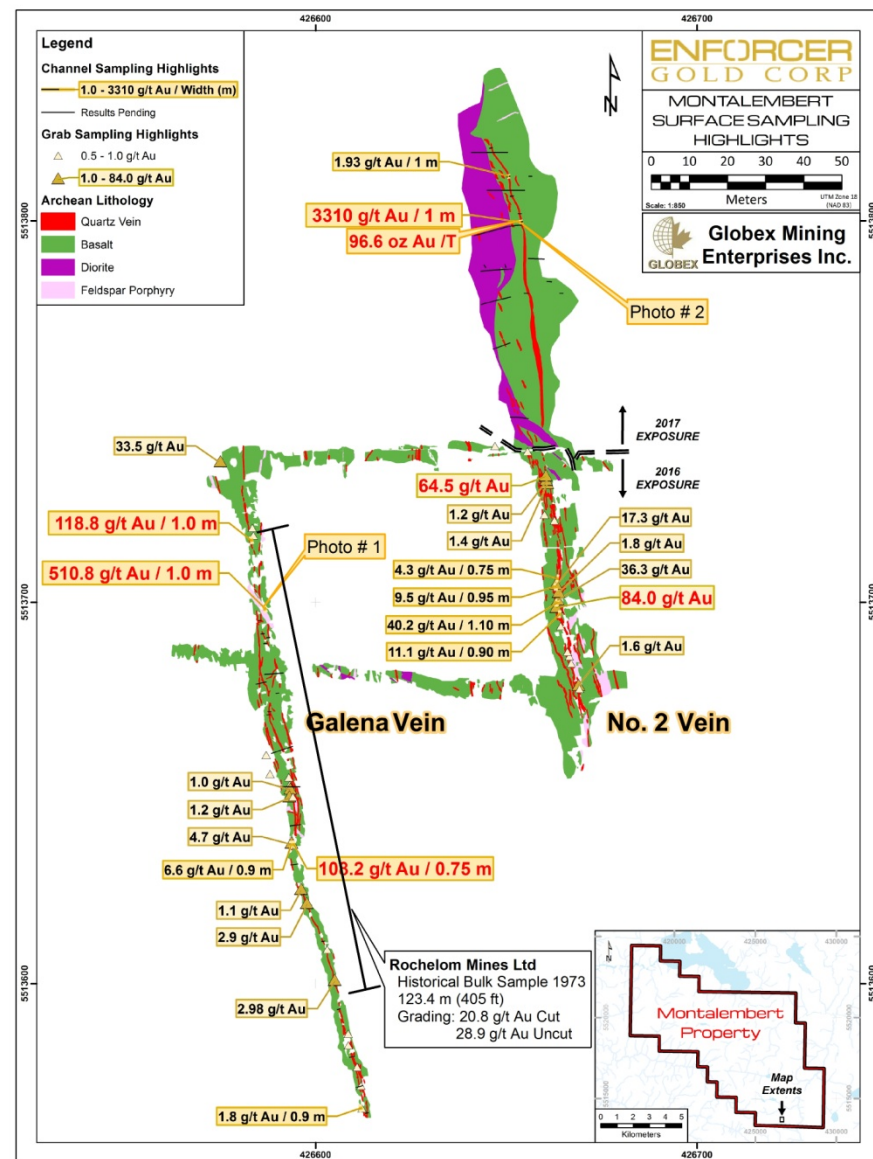 426600
426700
Legend
Channel Sampling Highlights
1.0 - 3310 g/t Au / Width (m)
Results Pending
Grab Sampling Highlights
0.5 - 1.0 g/t Au
1.0 - 84.0 g/t Au
Archean Lithology
Quartz Vein
Basalt
Diorite
Feldspar Porphyry
N
ENFORCER
GOLD CORP
MONTALEMBERT
SURFACE SAMPLING
HIGHLIGHTS
0 10 20 30 40 50
Meters
Scale: 1:850
UTM Zone 18
(NAD 83)
GLOBEX
Globex Mining
Enterprises Inc.
5513800
5513800
1.93 g/t Au / 1 m
3310 g/t Au / 1 m
96.6 oz Au /T
Photo # 2
2017
EXPOSURE
2016
EXPOSURE
33.5 g/t Au
64.5 g/t Au
1.2 g/t Au
1.4 g/t Au
118.8 g/t Au / 1.0 m
Photo # 1
510.8 g/t Au / 1.0 m
17.3 g/t Au
1.8 g/t Au
4.3 g/t Au / 0.75 m
36.3 g/t Au
9.5 g/t Au / 0.95 m
84.0 g/t Au
40.2 g/t Au / 1.10 m
11.1 g/t Au / 0.90 m
1.6 g/t Au
5513700
5513700
Galena Vein
No. 2 Vein
1.0 g/t Au
1.2 g/t Au
4.7 g/t Au
6.6 g/t Au / 0.9 m
108.2 g/t Au / 0.75 m
1.1 g/t Au
2.9 g/t Au
2.98 g/t Au
1.8 g/t Au / 0.9 m
Rochelom Mines Ltd
Historical Bulk Sample 1973
123.4 m (405 ft)
Grading: 20.8 g/t Au Cut
28.9 g/t Au Uncut
5513600
5513600
N
425000
430000
Montalembert
Property
Map
Extents
0 1 2 3 4 5
Kilometers
5515000
425000
430000
426600
426700